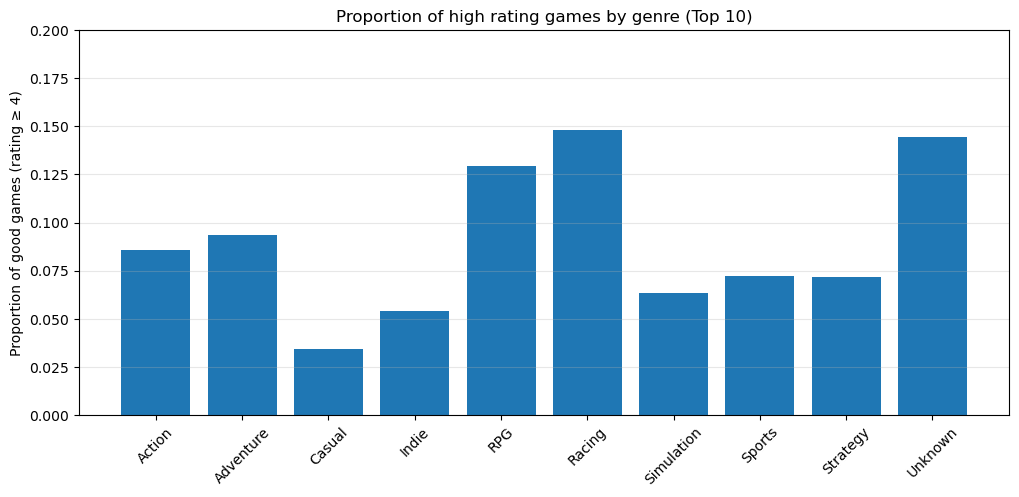 Proportion of high rating games by genre (Top 10)
Proportion of good games (rating ≥ 4)
0.200
0.175
0.150
0.125
0.100
0.075
0.050
0.025
0.000
Action
Adventure
Casual
Indie
RPG
Racing
Simulation
Sports
Strategy
Unknown